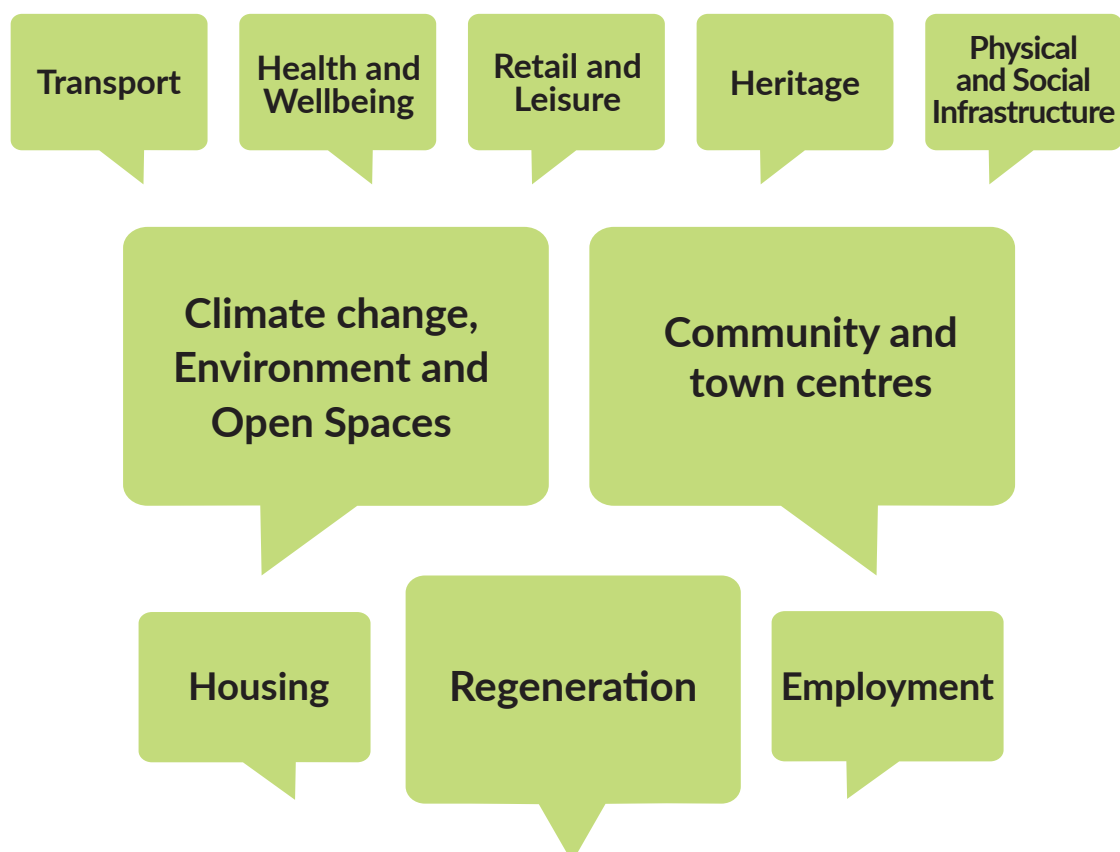 Transport
Health and
Wellbeing
Retail and
Leisure
Heritage
Physical
and Social
Infrastructure
Climate change,
Environment and
Open Spaces
Community and
town centres
Housing
Regeneration
Employment